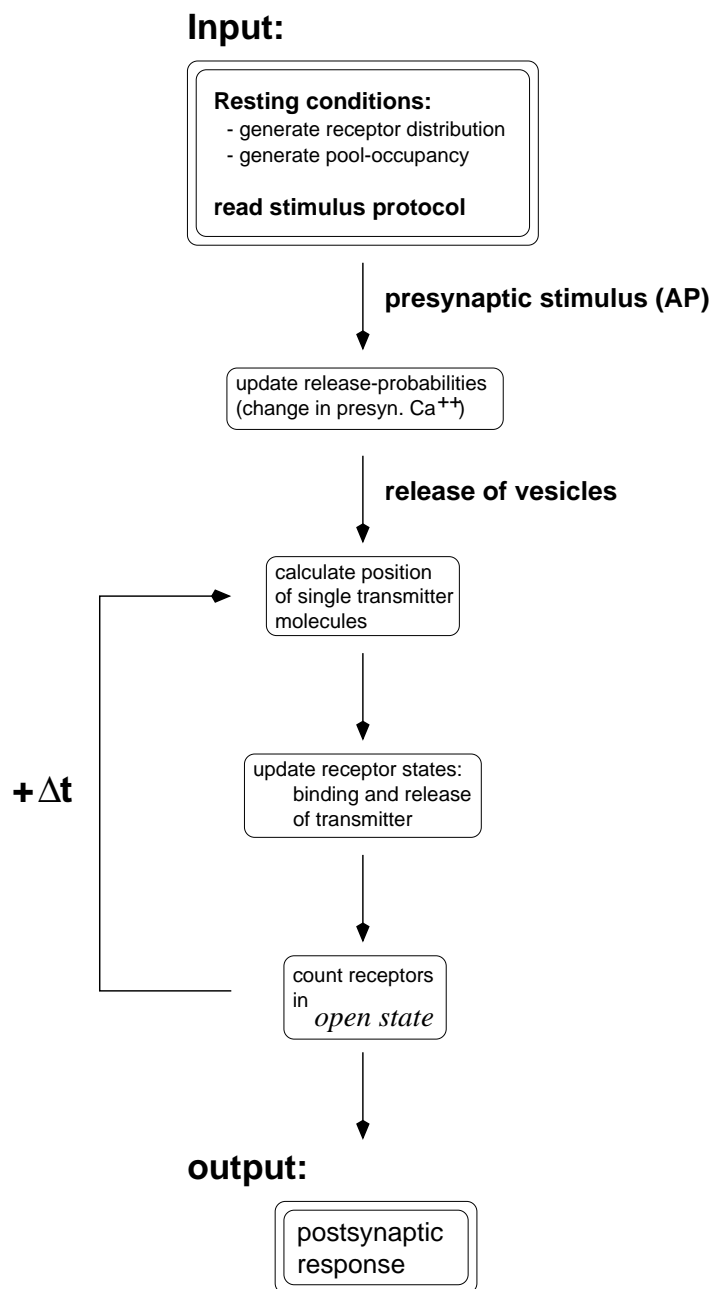 Input:
Resting conditions:
- generate receptor distribution
- generate pool-occupancy
read stimulus protocol
presynaptic stimulus (AP)
update release-probabilities
(change in presyn. Ca++)
release of vesicles
calculate position
of single transmitter
molecules
update receptor states:
binding and release
of transmitter
+Δt
count receptors
in open state
output:
postsynaptic
response